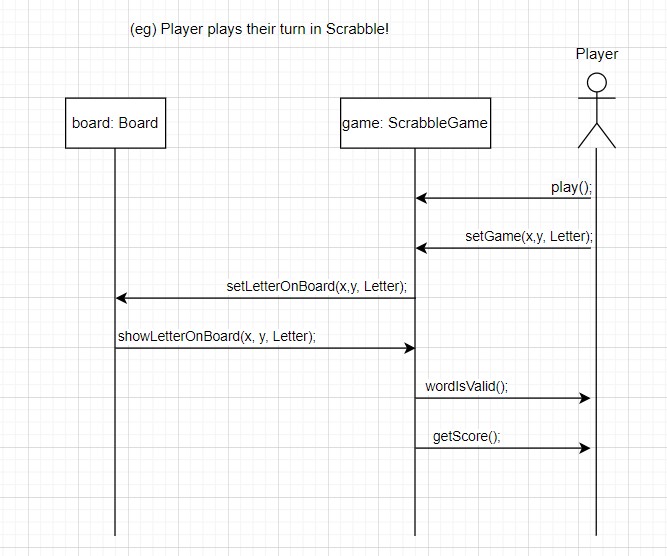 (eg) Player plays their turn in Scrabble!
Player
board: Board
game: ScrabbleGame
play();
setGame(x,y, Letter);
setLetterOnBoard(x,y, Letter);
showLetterOnBoard(x, y, Letter);
wordIsValid();
getScore();